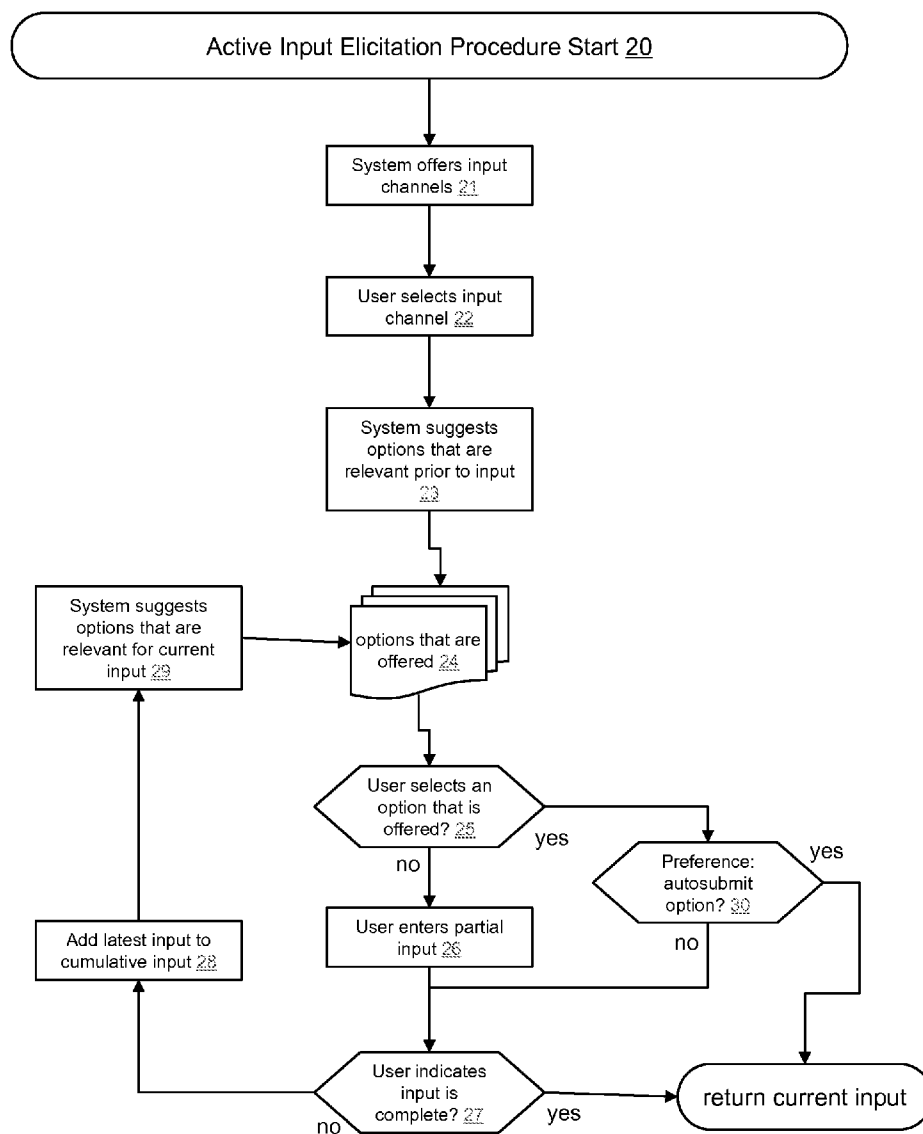 Active Input Elicitation Procedure Start 20
System offers input
channels 21
User selects input
channel 22
System suggests
options that are
relevant prior to input
23
System suggests
options that are
relevant for current
input 29
options that are
offered 24
User selects an
option that is
offered? 25
yes
no
Preference:
autosubmit
option? 30
yes
no
User enters partial
input 26
Add latest input to
cumulative input 28
User indicates
input is
complete? 27
no
yes
return current input